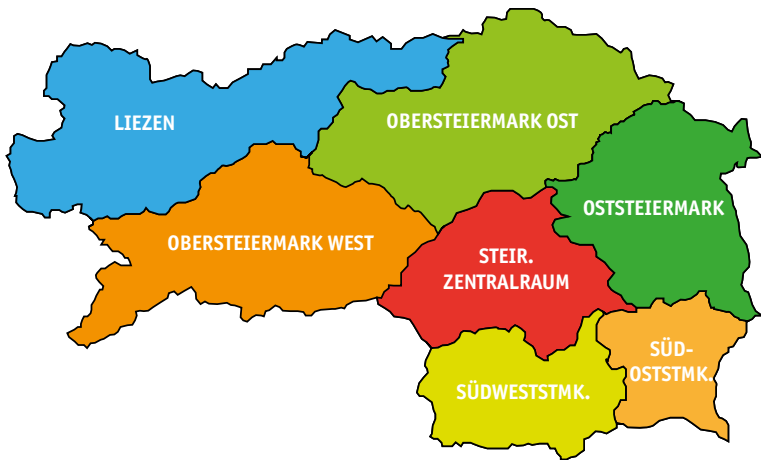 LIEZEN
OBERSTEIERMARK OST
OSTSTEIERMARK
OBERSTEIERMARK WEST
STEIR.
ZENTRALRAUM
SÜD-
OSTSTMK.
SÜDWESTSTMK.